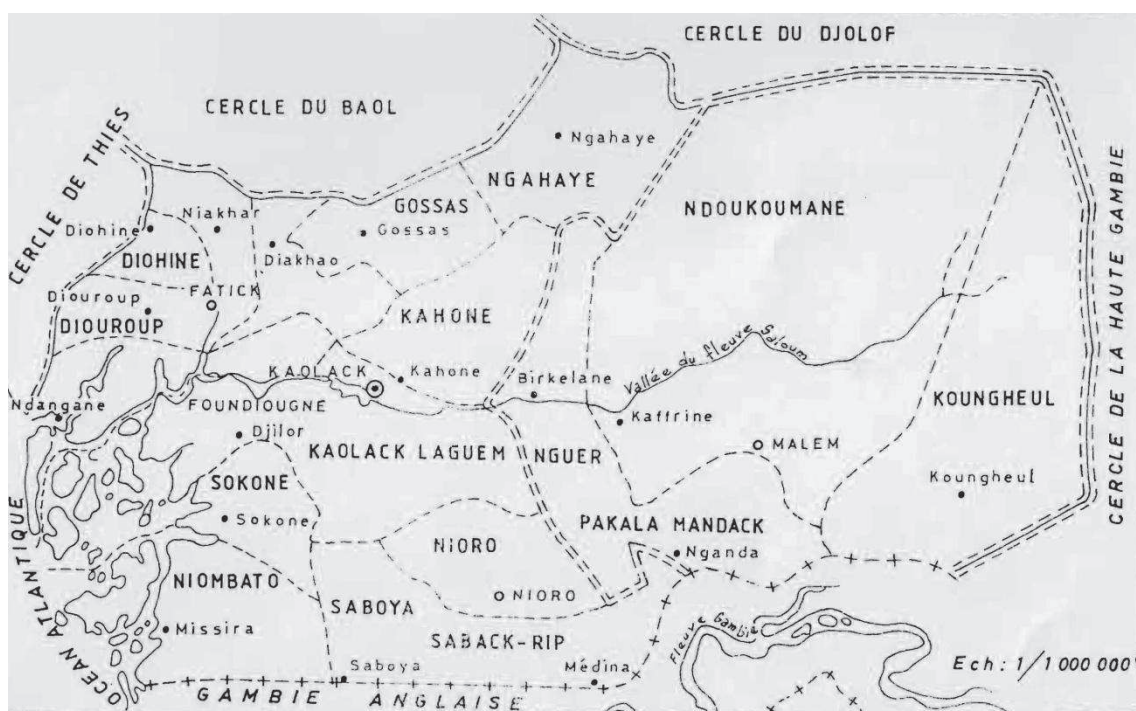 CERCLE DU DJOLOF
CERCLE DU BAOL
CERCLE DE THIES
Ngahaye
NGAHAYE
NDOUKOUMANE
GOSSAS
Gossas
Niakhar
Diohine
Diakhao
DIOHINE
Diouroup
FATICK
DIOUROUP
KAHONE
KAOLACK
Kahone
Birkelane
Vallée du fleuve Saloum
Ndangane
FOUNDIOUGNE
Djilor
Kaffrine
KOUNGHEUL
CERCLE DE LA HAUTE GAMBIE
KAOLACK LAGUEM
NGUER
MALEM
SOKONE
Sokone
Koungheul
PAKALA MANDACK
Nganda
NIORO
NIORO
NIOMBATO
SABOYA
Missira
SABACK-RIP
Saboya
Médina
Fleuve Gambie
OCEAN ATLANTIQUE
GAMBIE ANGLAISE
Ech: 1/1 000 000